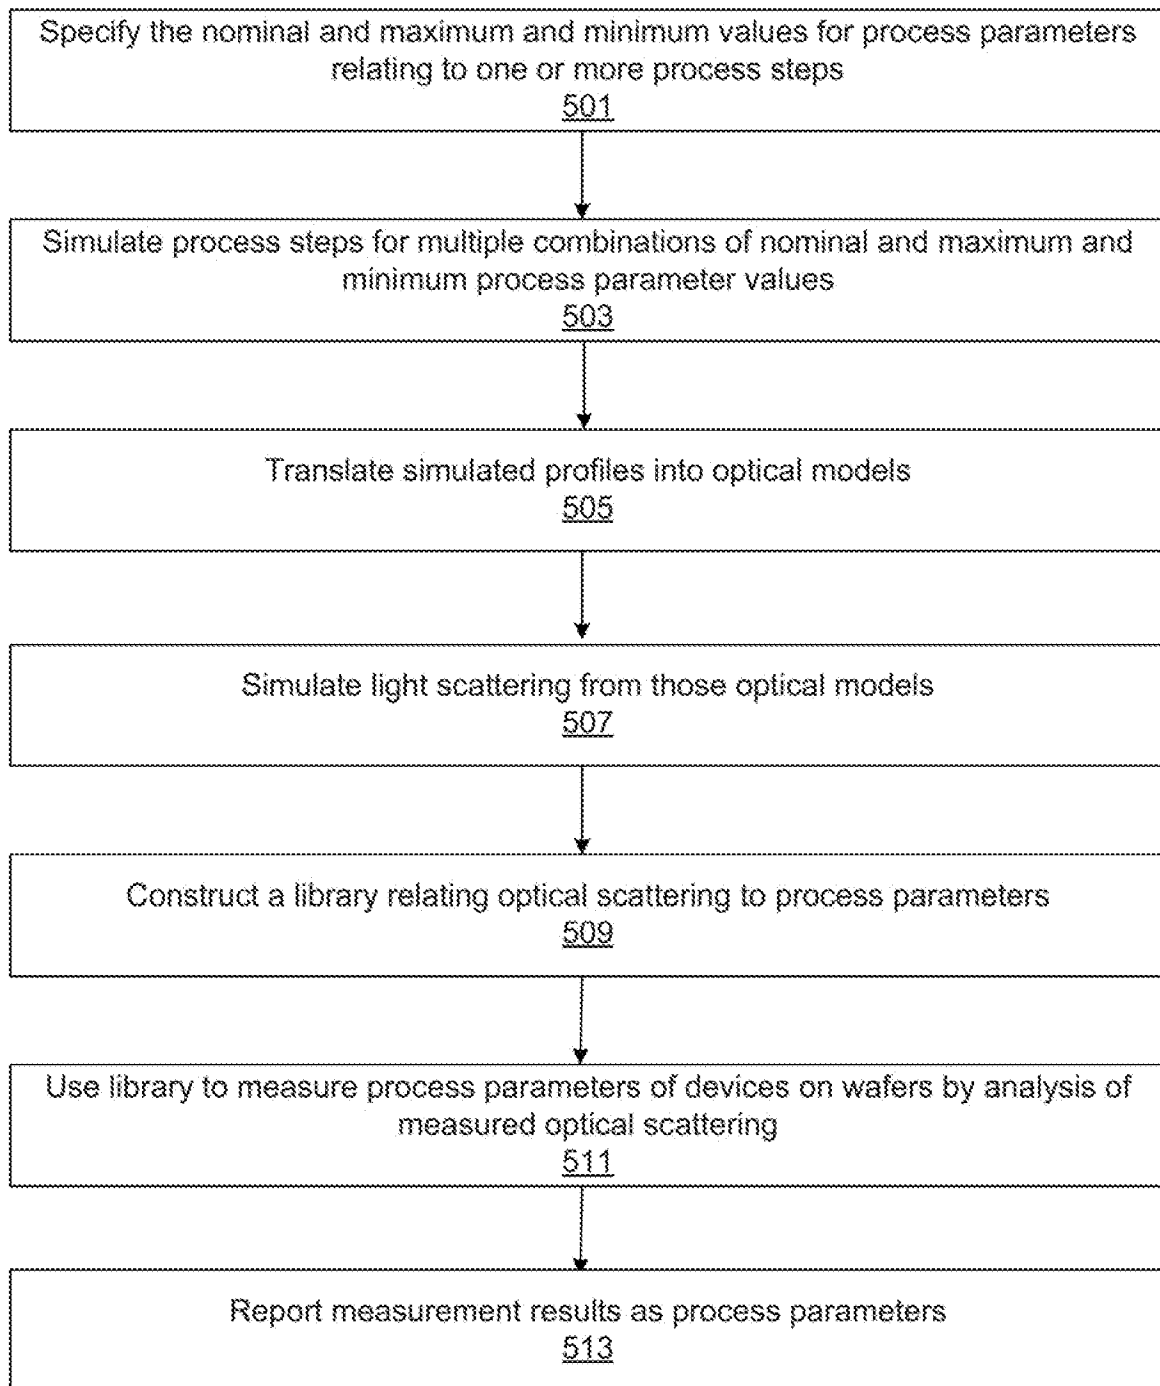 Specify the nominal and maximum and minimum values for process parameters
relating to one or more process steps
501
Simulate process steps for multiple combinations of nominal and maximum and
minimum process parameter values
503
Translate simulated profiles into optical models
505
Simulate light scattering from those optical models
507
Construct a library relating optical scattering to process parameters
509
Use library to measure process parameters of devices on wafers by analysis of
measured optical scattering
511
Report measurement results as process parameters
513